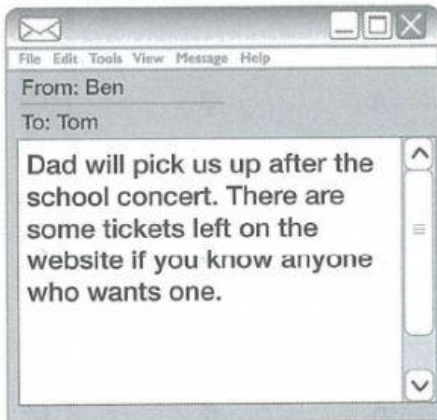 File Edit Tools View Message Help
From: Ben
To: Tom
Dad will pick us up after the
school concert. There are
some tickets left on the
website if you know anyone
who wants one.